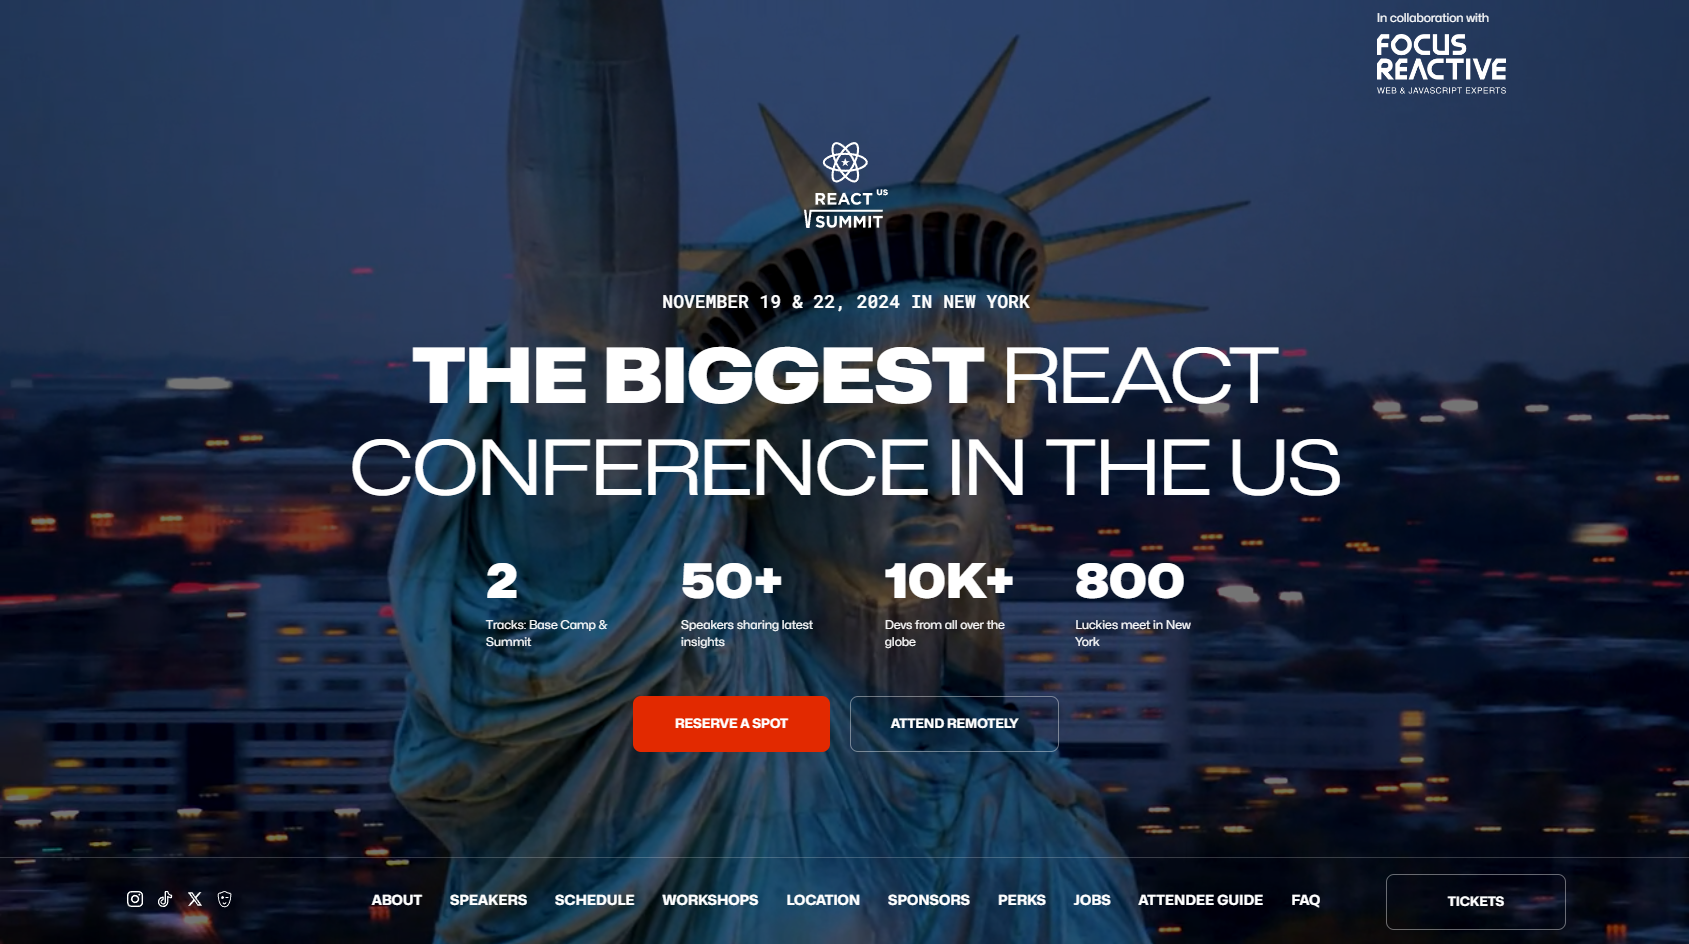 In collaboration with
FOCUS
REACTIVE
WEB & JAVASCRIPT EXPERTS
REACT US
SUMMIT
NOVEMBER 19 & 22, 2024 IN NEW YORK
THE BIGGEST REACT
CONFERENCE IN THE US
2
Tracks: Base Camp &
Summit
50+
Speakers sharing latest
insights
10K+
Devs from all over the
globe
800
Luckies meet in New
York
RESERVE A SPOT
ATTEND REMOTELY
ABOUT SPEAKERS SCHEDULE WORKSHOPS LOCATION SPONSORS PERKS JOBS ATTENDEE GUIDE FAQ TICKETS